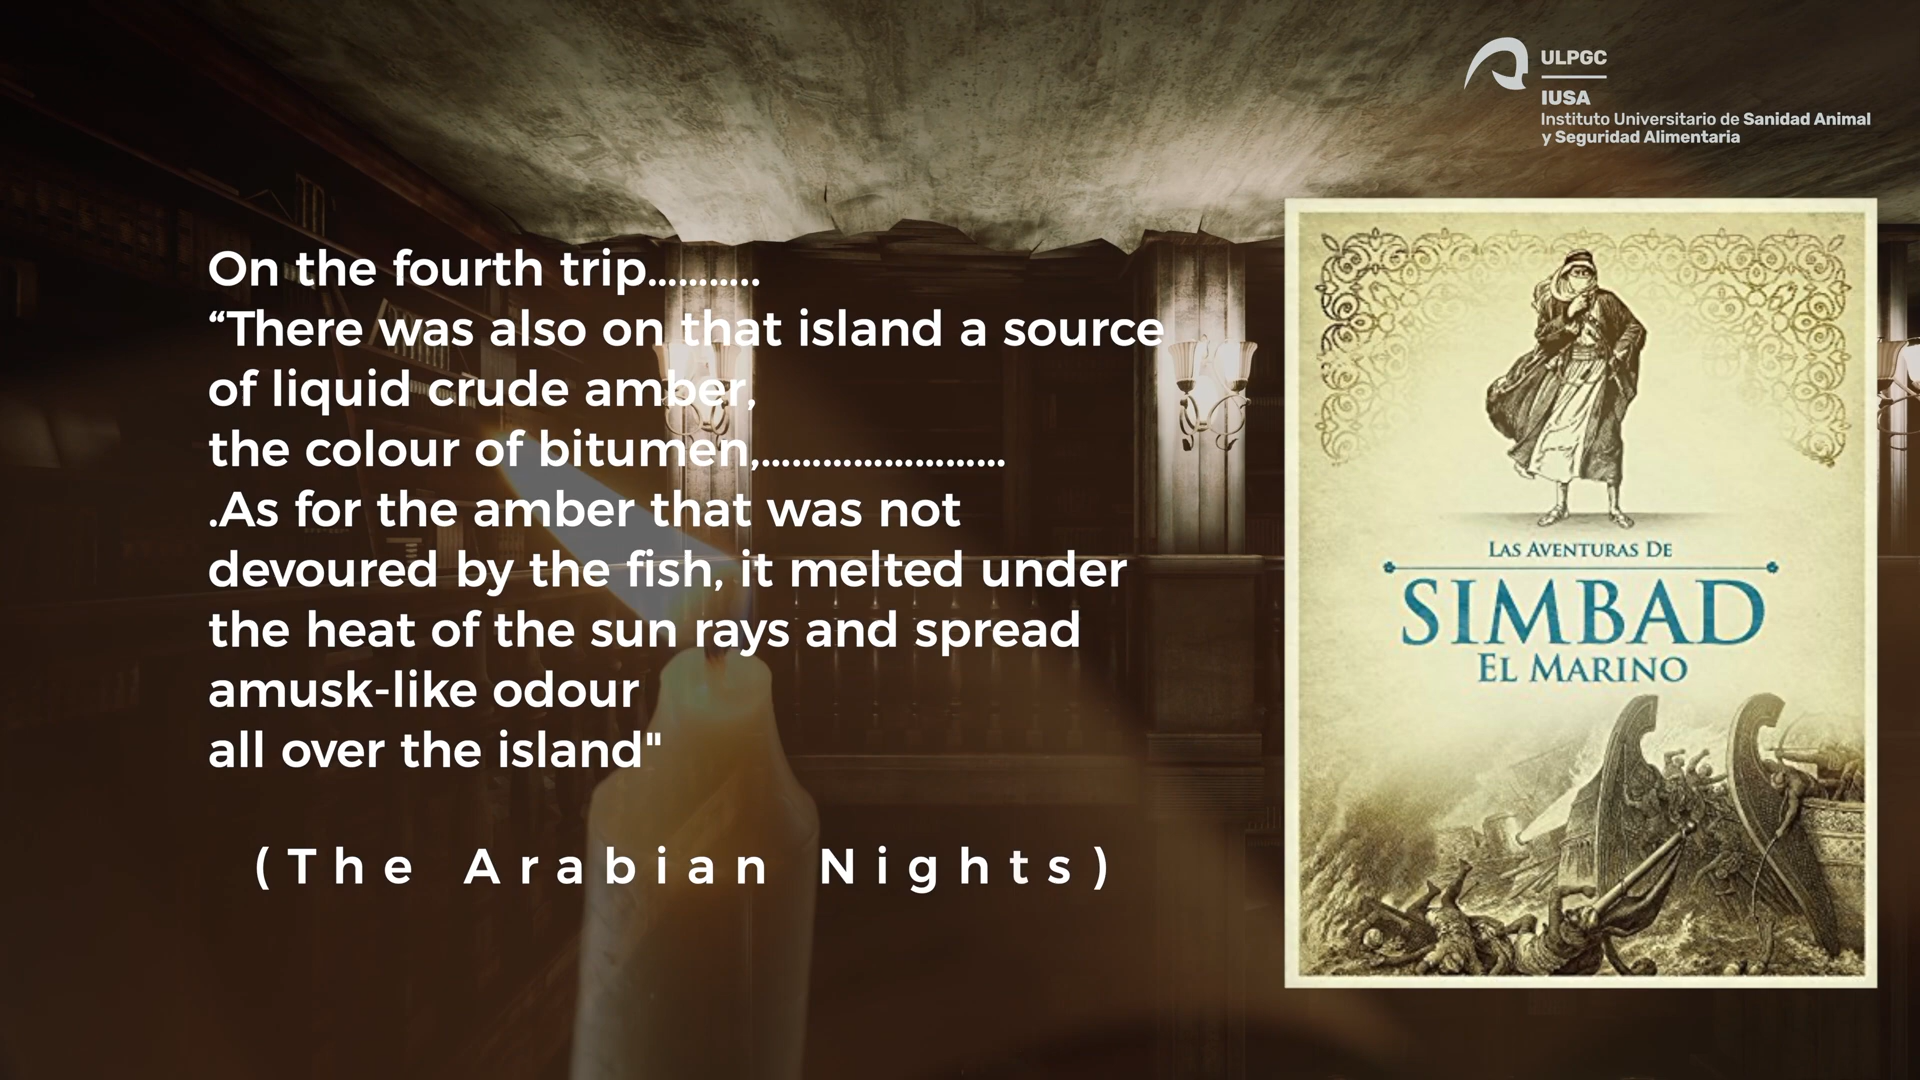 ULPGC
IUSA
Instituto Universitario de Sanidad Animal
y Seguridad Alimentaria
On the fourth trip...........
“There was also on that island a source
of liquid crude amber,
the colour of bitumen,........................
.As for the amber that was not
devoured by the fish, it melted under
the heat of the sun rays and spread
amusk-like odour
all over the island"
(The Arabian Nights)
LAS AVENTURAS DE
SIMBAD
EL MARINO